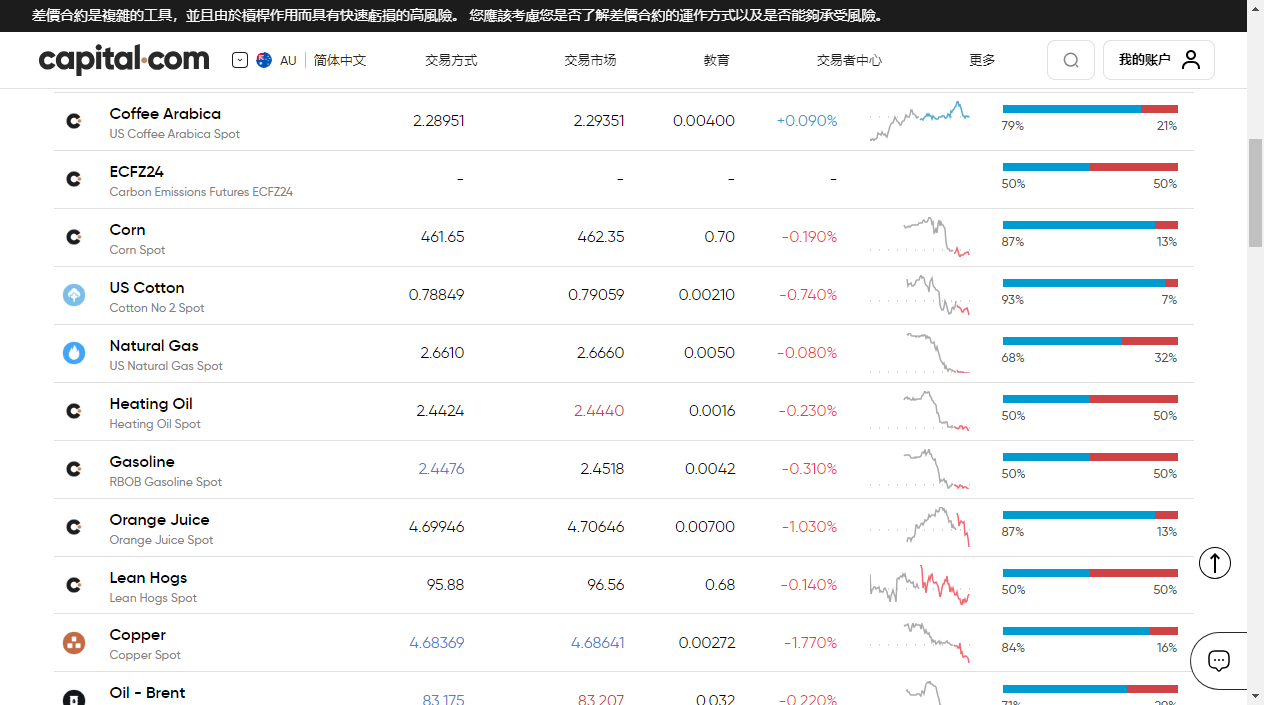 差價合約是複雜的工具，並且由於槓桿作用而具有快速虧損的高風險。 您應該考慮您是否了解差價合約的運作方式以及是否能夠承受風險。
capital.com AU 简体中文 交易方式 交易市场 教育 交易者中心 更多 我的账户
Coffee Arabica 2.28951 2.29351 0.00400 +0.090%
US Coffee Arabica Spot 79% 21%
ECFZ24 - - - -
Carbon Emissions Futures ECFZ24 50% 50%
Corn 461.65 462.35 0.70 -0.190%
Corn Spot 87% 13%
US Cotton 0.78849 0.79059 0.00210 -0.740%
Cotton No 2 Spot 93% 7%
Natural Gas 2.6610 2.6660 0.0050 -0.080%
US Natural Gas Spot 68% 32%
Heating Oil 2.4424 2.4440 0.0016 -0.230%
Heating Oil Spot 50% 50%
Gasoline 2.4476 2.4518 0.0042 -0.310%
RBOB Gasoline Spot 50% 50%
Orange Juice 4.69946 4.70646 0.00700 -1.030%
Orange Juice Spot 87% 13%
Lean Hogs 95.88 96.56 0.68 -0.140%
Lean Hogs Spot 50% 50%
Copper 4.68369 4.68641 0.00272 -1.770%
Copper Spot 84% 16%
Oil - Brent 83.175 83.207 0.032 -0.220%
71% 29%